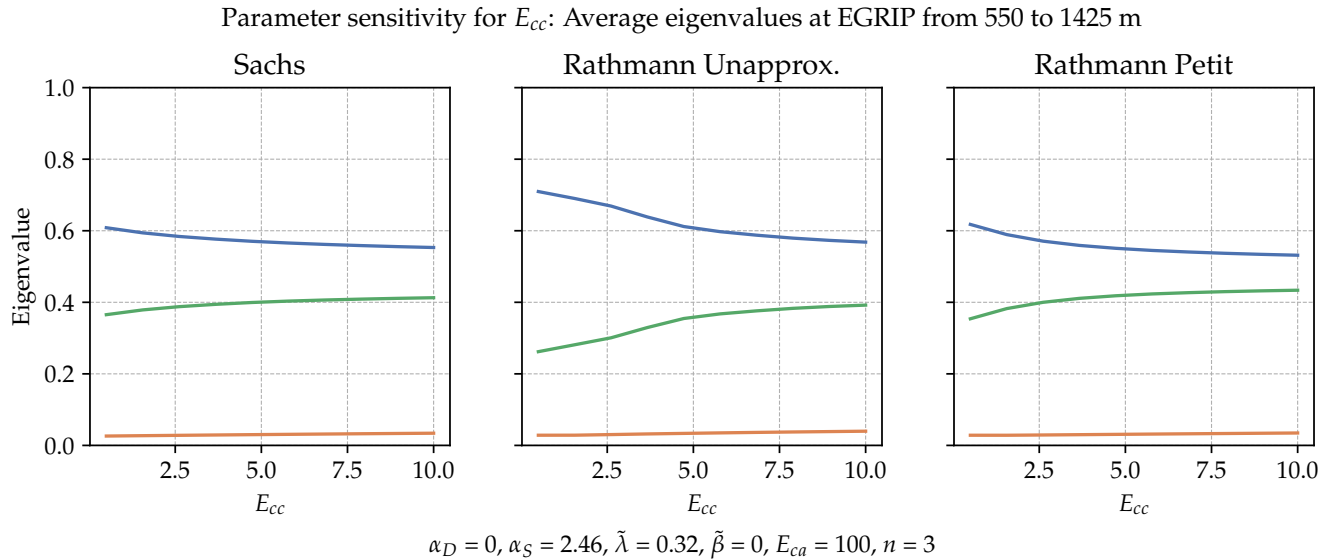 Parameter sensitivity for E_cc: Average eigenvalues at EGRIP from 550 to 1425 m
Sachs
Rathmann Unapprox.
Rathmann Petit
Eigenvalue
1.0
0.8
0.6
0.4
0.2
0.0
2.5 5.0 7.5 10.0
2.5 5.0 7.5 10.0
2.5 5.0 7.5 10.0
E_cc
E_cc
E_cc
α_D = 0, α_S = 2.46, λ̃ = 0.32, β̃ = 0, E_ca = 100, n = 3